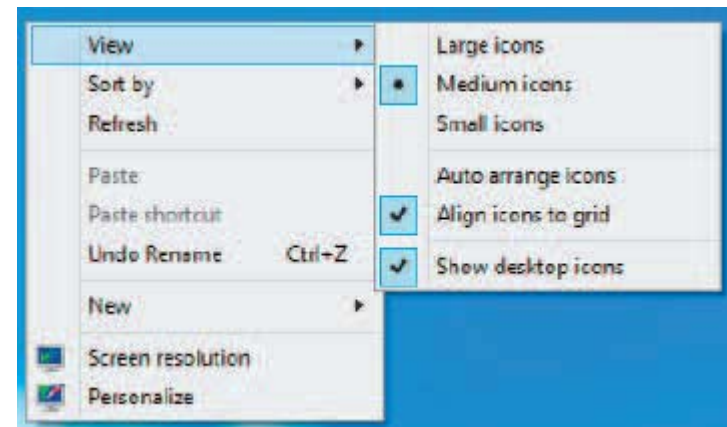 View
Sort by
Refresh
Paste
Paste shortcut
Undo Rename Ctrl+Z
New
Screen resolution
Personalize
Large icons
Medium icons
Small icons
Auto arrange icons
Align icons to grid
Show desktop icons